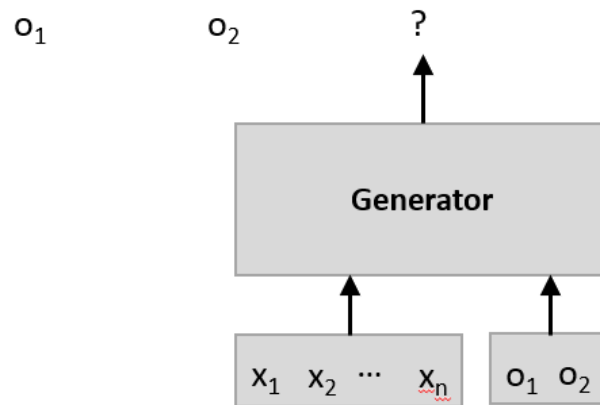 o₁ o₂ ?
Generator
x₁ x₂ ... xₙ o₁ o₂